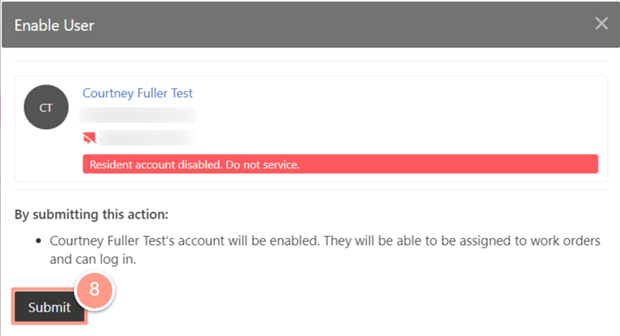 Enable User
CT
Courtney Fuller Test
Resident account disabled. Do not service.
By submitting this action:
Courtney Fuller Test's account will be enabled. They will be able to be assigned to work orders
and can log in.
8
Submit